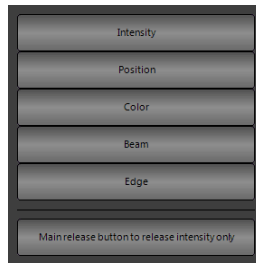 Intensity
Position
Color
Beam
Edge
Main release button to release intensity only